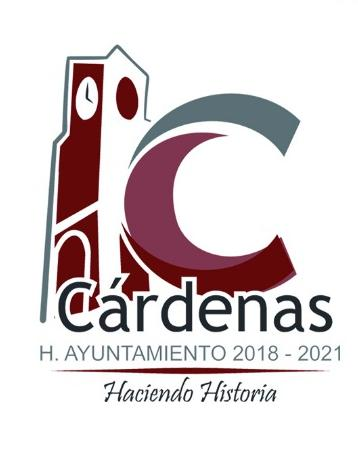 Cárdenas
H. AYUNTAMIENTO 2018 - 2021
Haciendo Historia